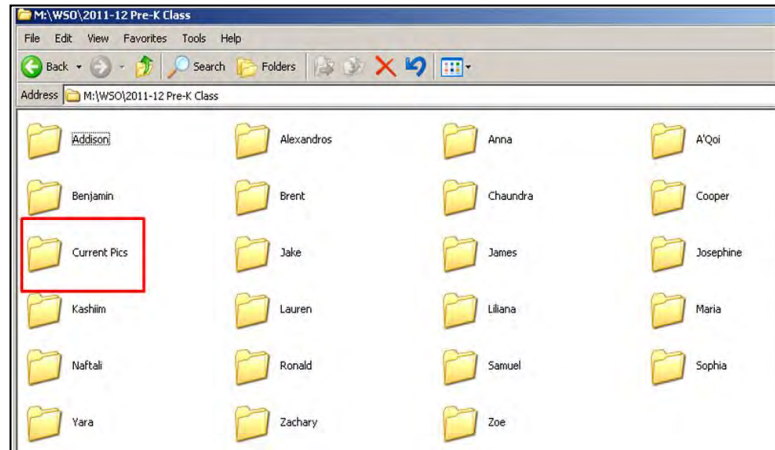 M:\WSO\2011-12 Pre-K Class
File Edit View Favorites Tools Help
Back Search Folders
Address M:\WSO\2011-12 Pre-K Class
Addison Alexandros Anna A'Qoi
Benjamin Brent Chaundra Cooper
Current Pics Jake James Josephine
Kashiim Lauren Liliana Maria
Naftali Ronald Samuel Sophia
Yara Zachary Zoe